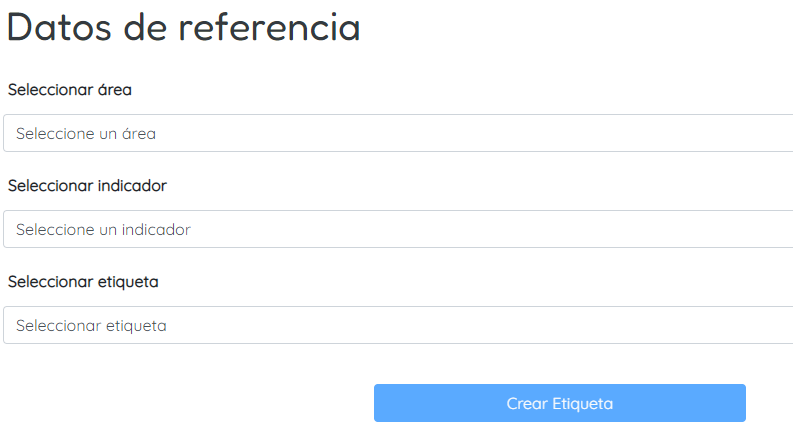 Datos de referencia
Seleccionar área
Seleccione un área
Seleccionar indicador
Seleccione un indicador
Seleccionar etiqueta
Seleccionar etiqueta
Crear Etiqueta